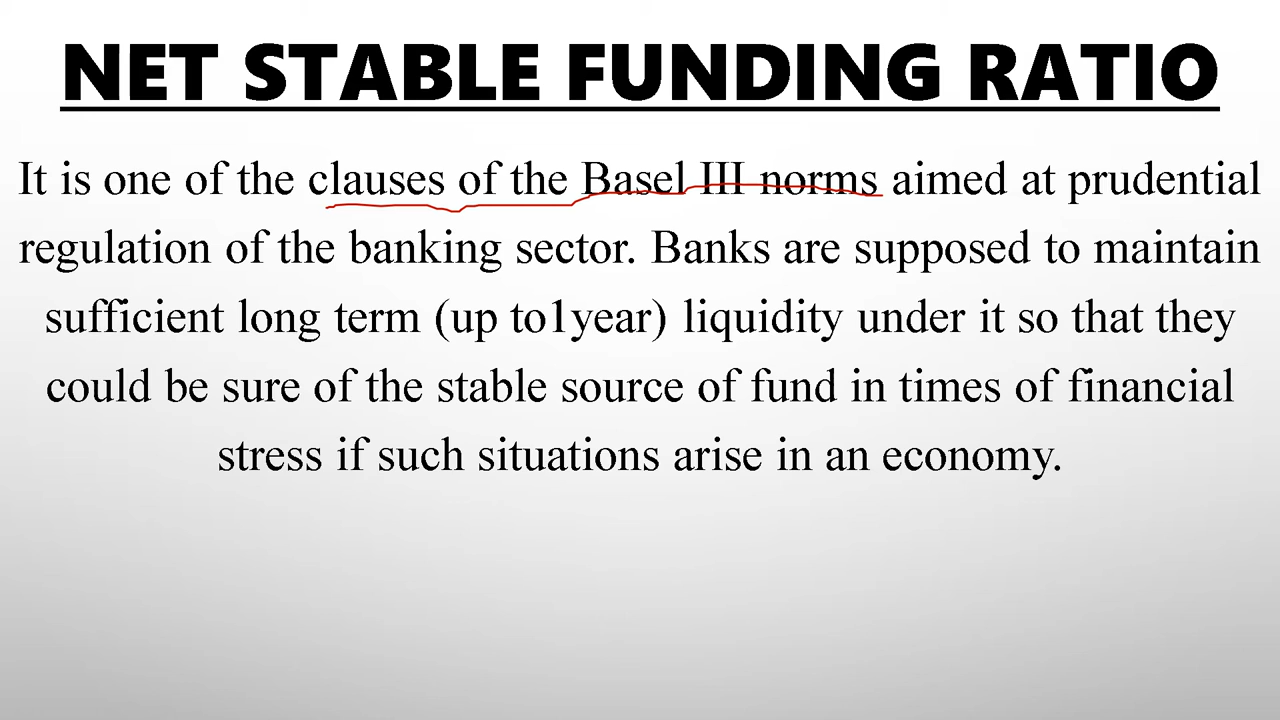 NET STABLE FUNDING RATIO
It is one of the clauses of the Basel III norms aimed at prudential
regulation of the banking sector. Banks are supposed to maintain
sufficient long term (up to1year) liquidity under it so that they
could be sure of the stable source of fund in times of financial
stress if such situations arise in an economy.